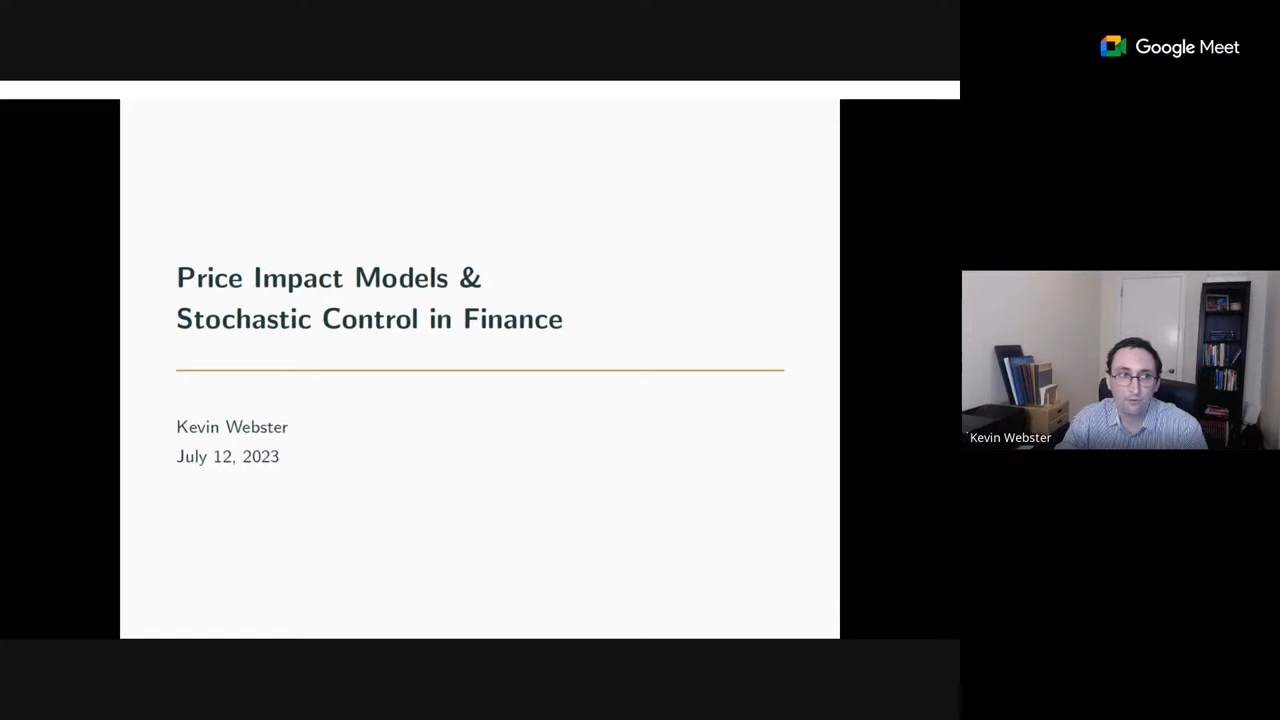 Google Meet
Price Impact Models &
Stochastic Control in Finance
Kevin Webster
July 12, 2023
Kevin Webster